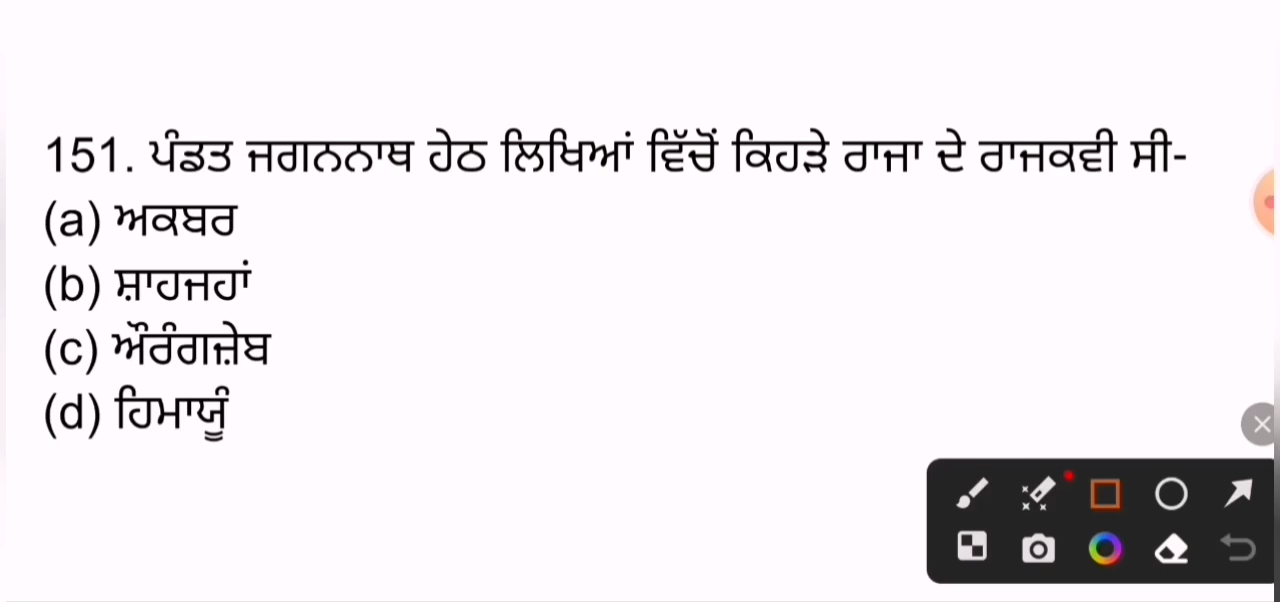 151. ਪੰਡਤ ਜਗਨਨਾਥ ਹੇਠ ਲਿਖਿਆਂ ਵਿੱਚੋਂ ਕਿਹੜੇ ਰਾਜਾ ਦੇ ਰਾਜਕਵੀ ਸੀ-
(a) ਅਕਬਰ
(b) ਸ਼ਾਹਜਹਾਂ
(c) ਔਰੰਗਜ਼ੇਬ
(d) ਹਿਮਾਯੂੰ